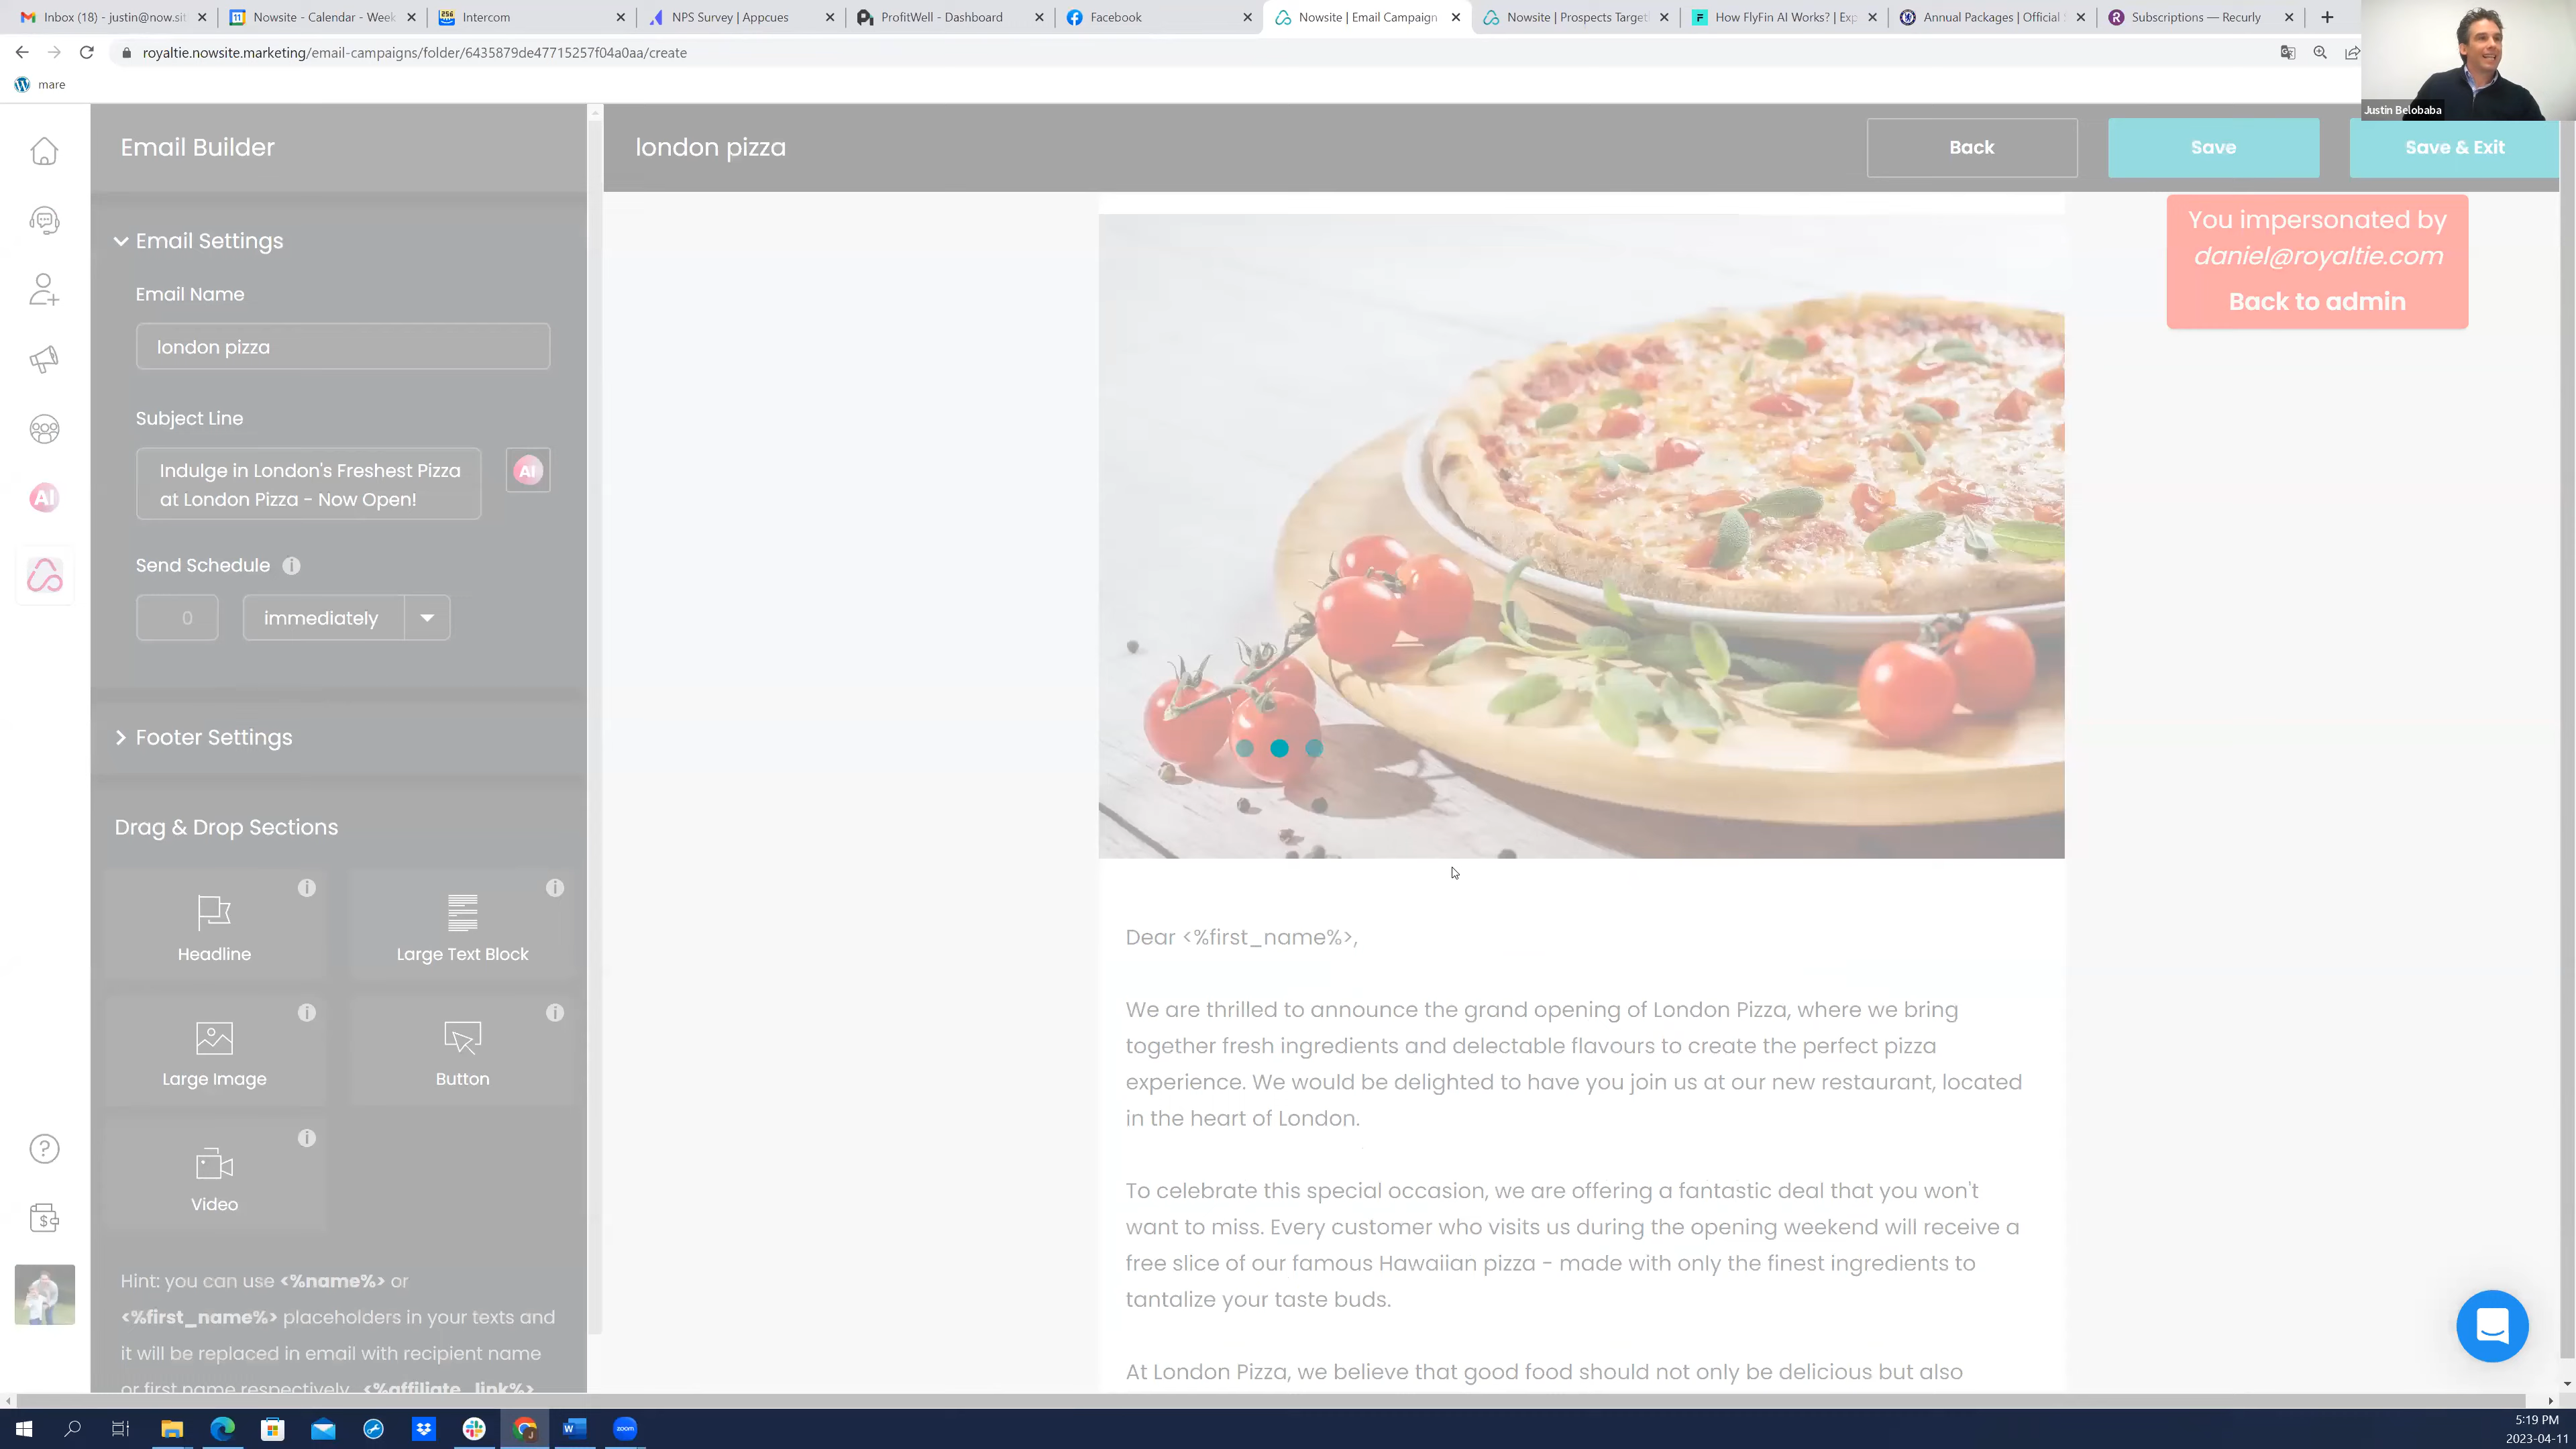 Inbox (18) - justin@now.sit
Nowsite - Calendar - Week
256
Intercom
NPS Survey | Appcues
ProfitWell - Dashboard
Facebook
Nowsite | Email Campaign
Nowsite | Prospects Target
How FlyFin AI Works? | Exp
Annual Packages | Official
Subscriptions — Recurly
royaltie.nowsite.marketing/email-campaigns/folder/6435879de47715257f04a0aa/create
mare
Justin Belobaba
Email Builder
london pizza
Back
Save
Save & Exit
You impersonated by
daniel@royaltie.com
Back to admin
Email Settings
Email Name
london pizza
Subject Line
Indulge in London's Freshest Pizza
at London Pizza - Now Open!
AI
AI
Send Schedule
0
immediately
Footer Settings
Drag & Drop Sections
Headline
Large Text Block
Large Image
Button
Video
Hint: you can use <%name%> or
<%first_name%> placeholders in your texts and
it will be replaced in email with recipient name
or first name respectively. <%affiliate_link%>
Dear <%first_name%>,
We are thrilled to announce the grand opening of London Pizza, where we bring
together fresh ingredients and delectable flavours to create the perfect pizza
experience. We would be delighted to have you join us at our new restaurant, located
in the heart of London.
To celebrate this special occasion, we are offering a fantastic deal that you won't
want to miss. Every customer who visits us during the opening weekend will receive a
free slice of our famous Hawaiian pizza - made with only the finest ingredients to
tantalize your taste buds.
At London Pizza, we believe that good food should not only be delicious but also
zoom
5:19 PM
2023-04-11